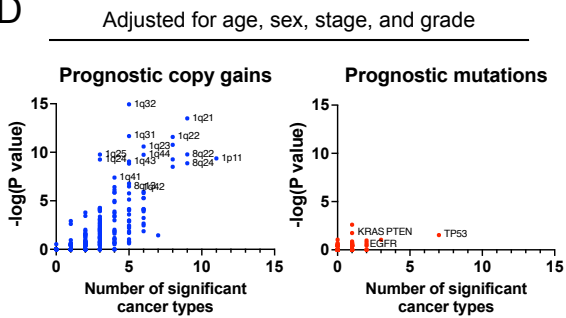 D
Adjusted for age, sex, stage, and grade
Prognostic copy gains
Prognostic mutations
-log(P value)
15
10
5
0
1q32
1q21
1q31
1q22
1q23
1q25
1q44
8q22
1p11
1q24
1q43
8q24
1q41
1q42
0 5 10 15
Number of significant
cancer types
-log(P value)
15
10
5
0
KRAS PTEN
TP53
EGFR
0 5 10 15
Number of significant
cancer types